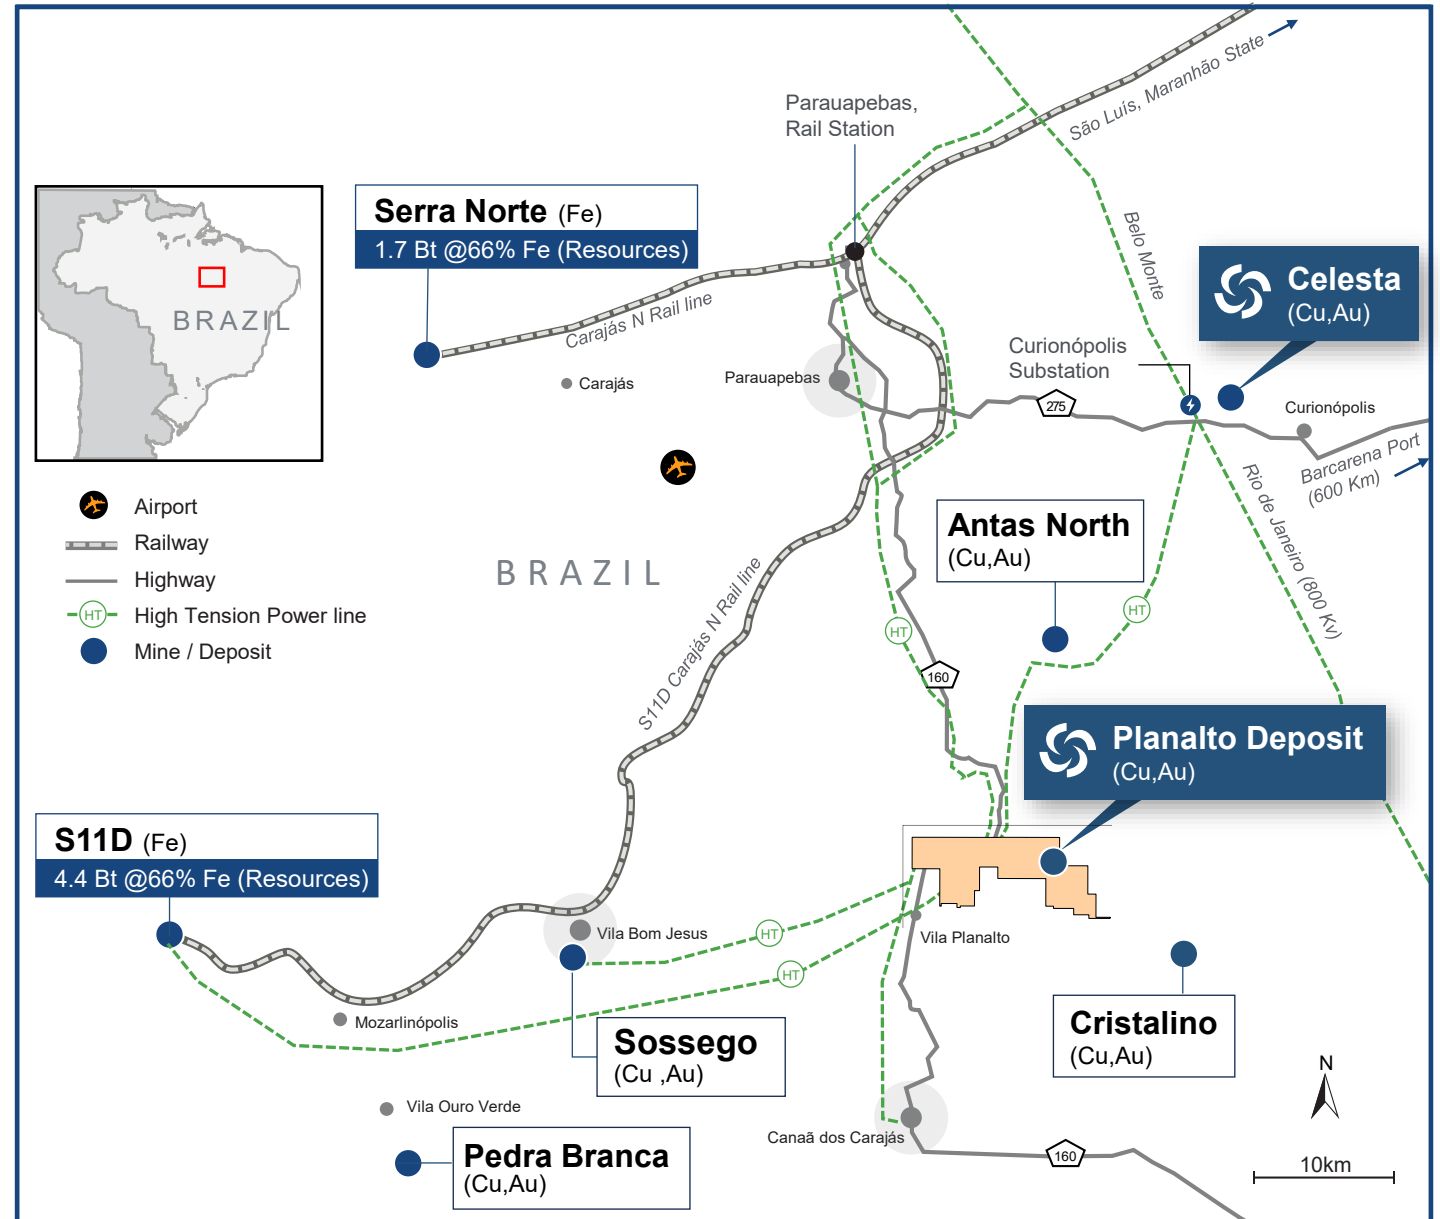 São Luís, Maranhão State
Parauapebas,
Rail Station
Serra Norte (Fe)
1.7 Bt @66% Fe (Resources)
Carajás N Rail line
Carajás
Parauapebas
Belo Monte
Celesta
(Cu,Au)
Curionópolis
Substation
275
Curionópolis
Barcarena Port
(600 Km)
Rio de Janeiro (800 Kv)
BRAZIL
Airport
Railway
Highway
HT
High Tension Power line
Mine / Deposit
BRAZIL
S11D Carajás N Rail line
Antas North
(Cu,Au)
HT
HT
160
Planalto Deposit
(Cu,Au)
S11D (Fe)
4.4 Bt @66% Fe (Resources)
Vila Bom Jesus
HT
HT
Vila Planalto
Mozarlinópolis
Sossego
(Cu ,Au)
Cristalino
(Cu,Au)
Vila Ouro Verde
Pedra Branca
(Cu,Au)
Canaã dos Carajás
160
N
10km